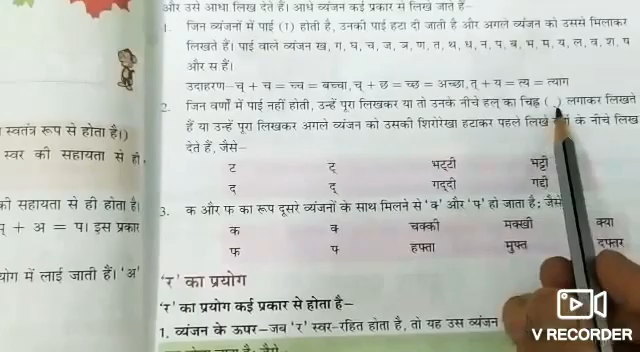 और उसे आधा लिख देते हैं। आधे व्यंजन कई प्रकार से लिखे जाते हैं–
1. जिन व्यंजनों में पाई (ा) होती है, उनकी पाई हटा दी जाती है और अगले व्यंजन को उससे मिलाकर
लिखते हैं। पाई वाले व्यंजन ख, ग, घ, च, ज, ञ, ण, त, थ, ध, न, प, ब, भ, म, य, ल, व, श, ष
और स हैं।
उदाहरण– च् + च = च्च = बच्चा, च् + छ = च्छ = अच्छा, त् + य = त्य = त्याग
2. जिन वर्णों में पाई नहीं होती, उन्हें पूरा लिखकर या तो उनके नीचे हल् का चिह्न ( ) लगाकर लिखते
हैं या उन्हें पूरा लिखकर अगले व्यंजन को उसकी शिरोरेखा हटाकर पहले लिखे के नीचे लिख
देते हैं, जैसे–
ट ट् भट्‌टी भट्टी
द द् गद्‌दी गद्दी
3. क और फ का रूप दूसरे व्यंजनों के साथ मिलने से 'क्‍' और 'फ्‍' हो जाता है; जैसे
क क्‍ चक्की मक्खी क्या
फ फ्‍ हफ्ता मुफ्त दफ्तर
'र' का प्रयोग
'र' का प्रयोग कई प्रकार से होता है–
1. व्यंजन के ऊपर–जब 'र' स्वर-रहित होता है, तो यह उस व्यंजन
स्वतंत्र रूप से होता है।)
स्वर की सहायता से ही
की सहायता से ही होता है।
+ अ = प। इस प्रकार
योग में लाई जाती हैं। 'अ'
V RECORDER